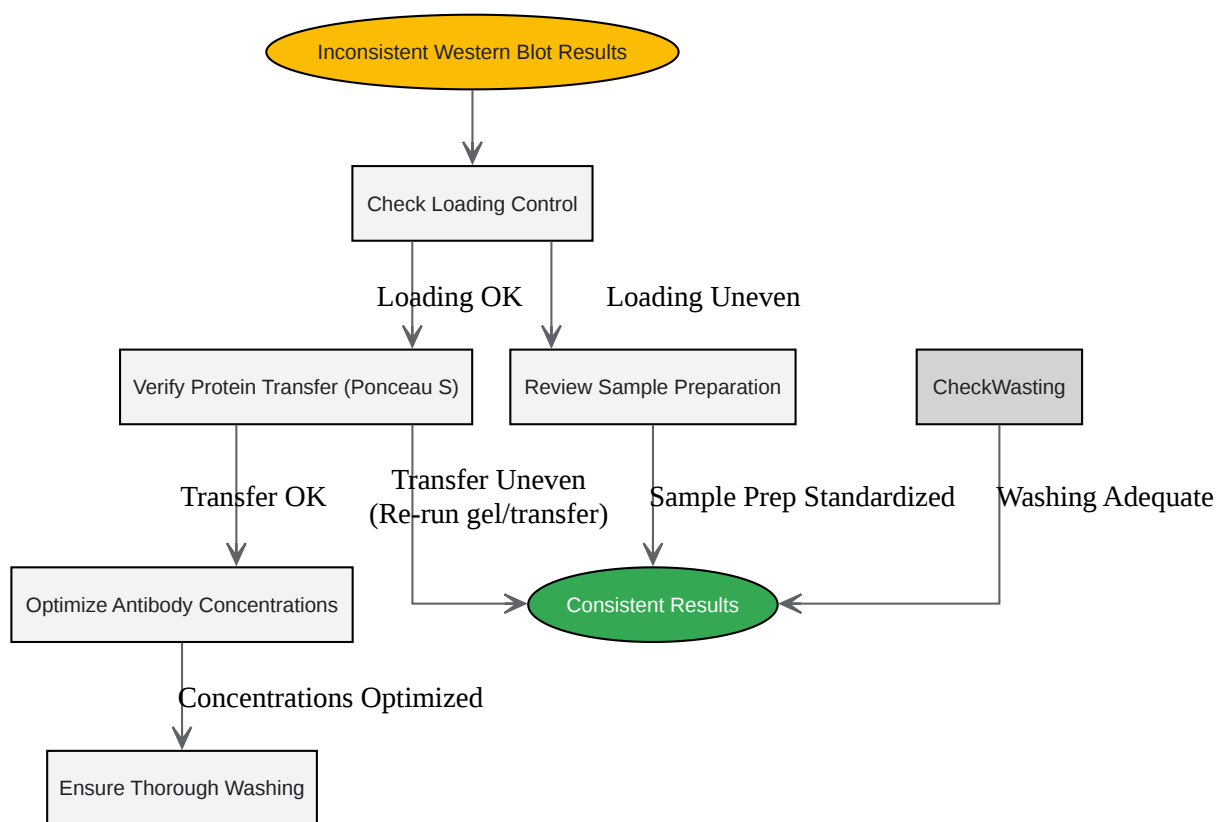 Inconsistent Western Blot Results
Check Loading Control
Loading OK
Loading Uneven
Verify Protein Transfer (Ponceau S)
Review Sample Preparation
CheckWasting
Transfer OK
Transfer Uneven
(Re-run gel/transfer)
Sample Prep Standardized
Washing Adequate
Optimize Antibody Concentrations
Consistent Results
Concentrations Optimized
Ensure Thorough Washing